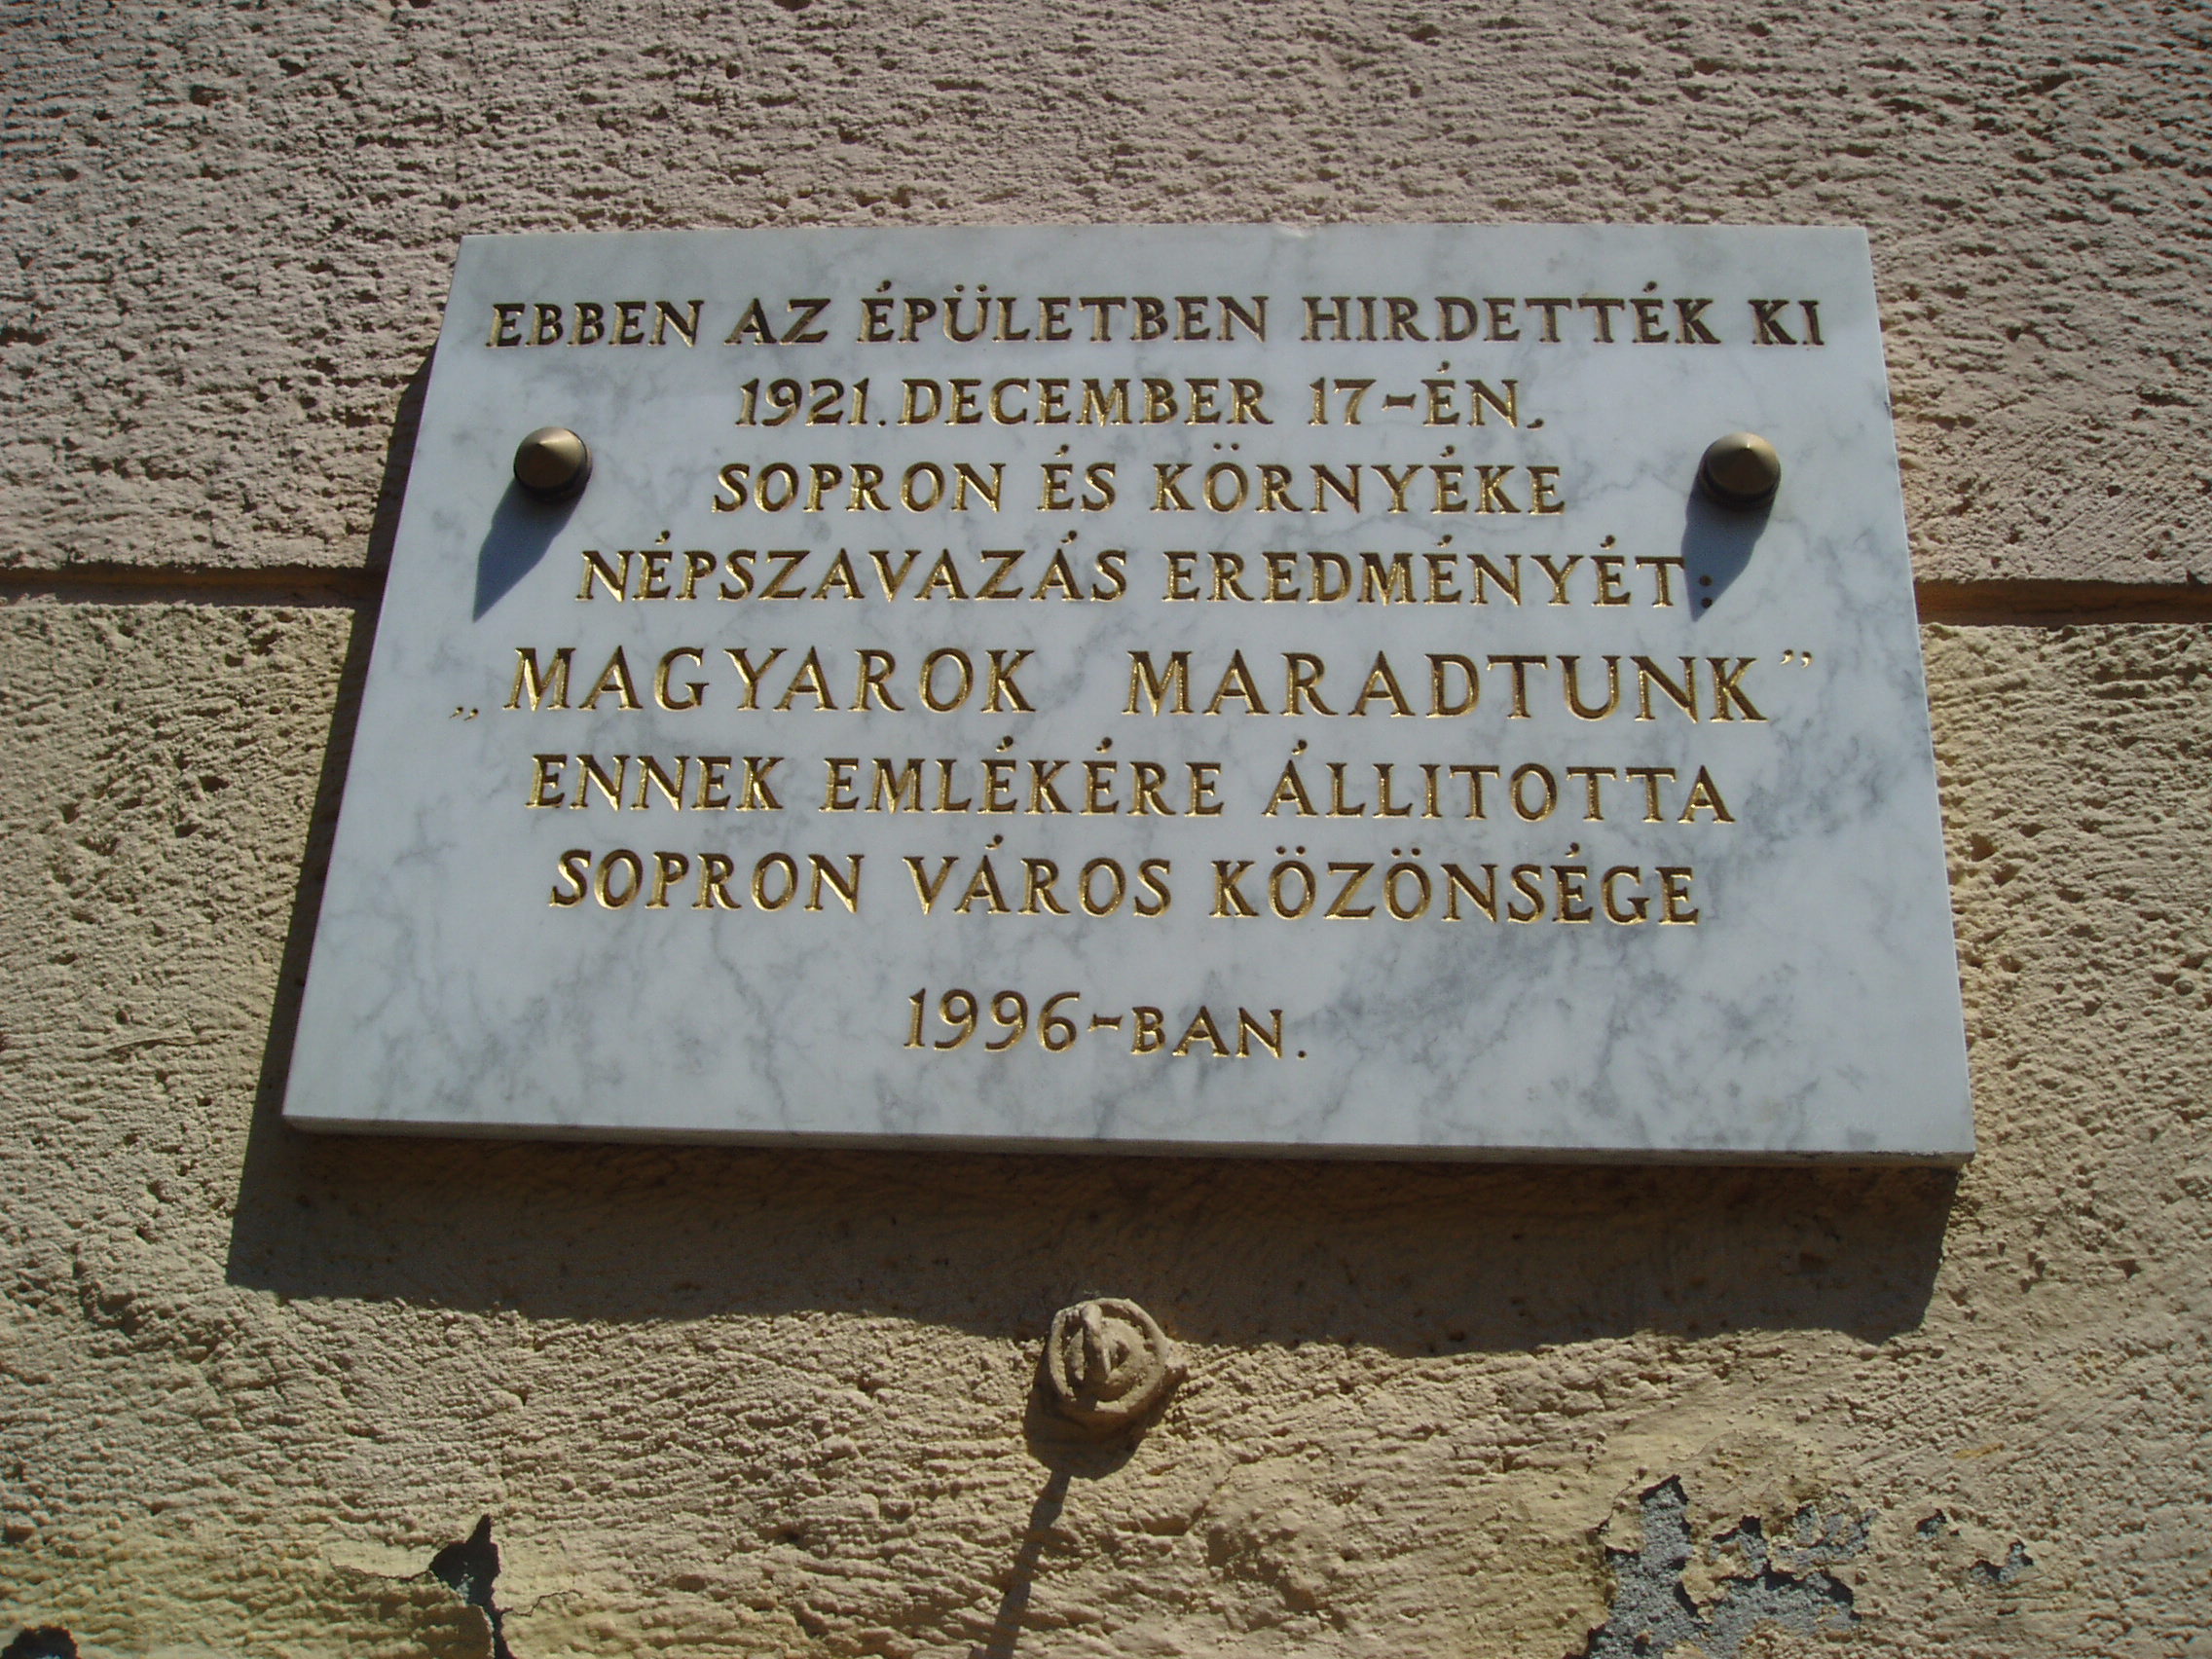 EBBEN AZ ÉPÜLETBEN HIRDETTÉK KI
1921. DECEMBER 17-ÉN,
SOPRON ÉS KÖRNYÉKE
NÉPSZAVAZÁS EREDMÉNYÉT:
„MAGYAROK MARADTUNK”
ENNEK EMLÉKÉRE ÁLLITOTTA
SOPRON VÁROS KÖZÖNSÉGE
1996-BAN.